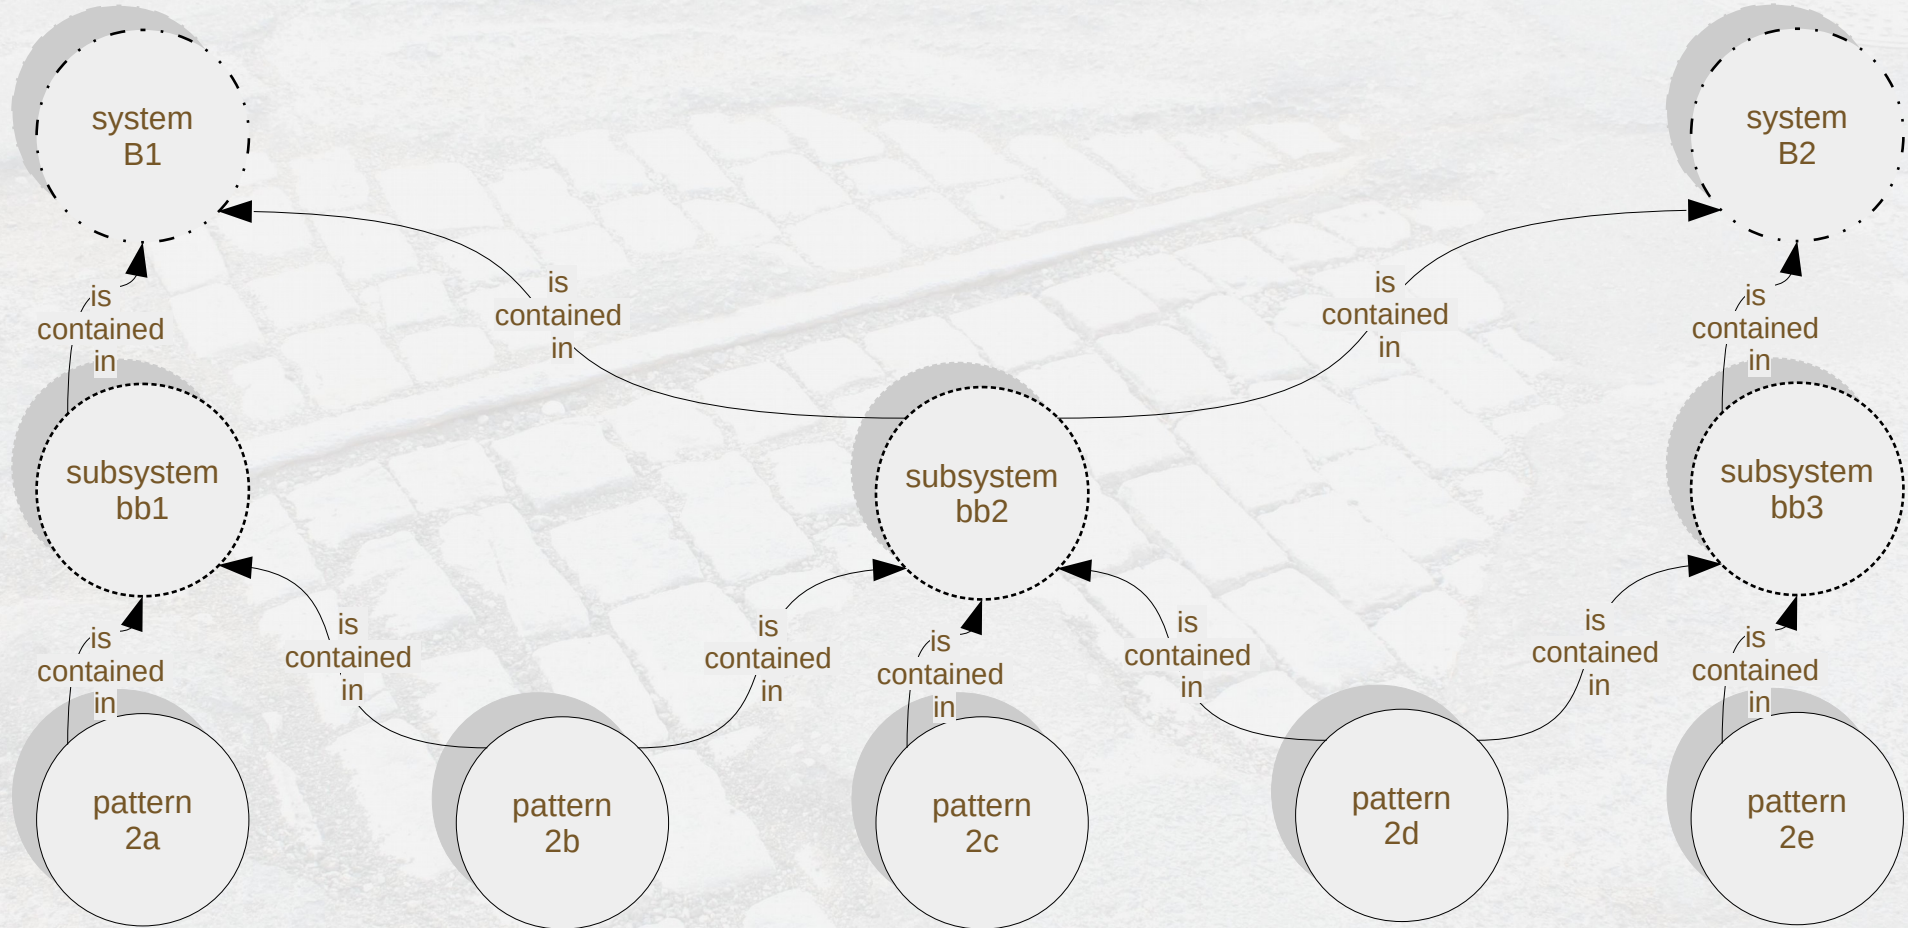 system
B1
system
B2
is
contained
in
is
contained
in
is
contained
in
is
contained
in
subsystem
bb1
subsystem
bb2
subsystem
bb3
is
contained
in
is
contained
in
is
contained
in
is
contained
in
is
contained
in
is
contained
in
is
contained
in
pattern
2a
pattern
2b
pattern
2c
pattern
2d
pattern
2e